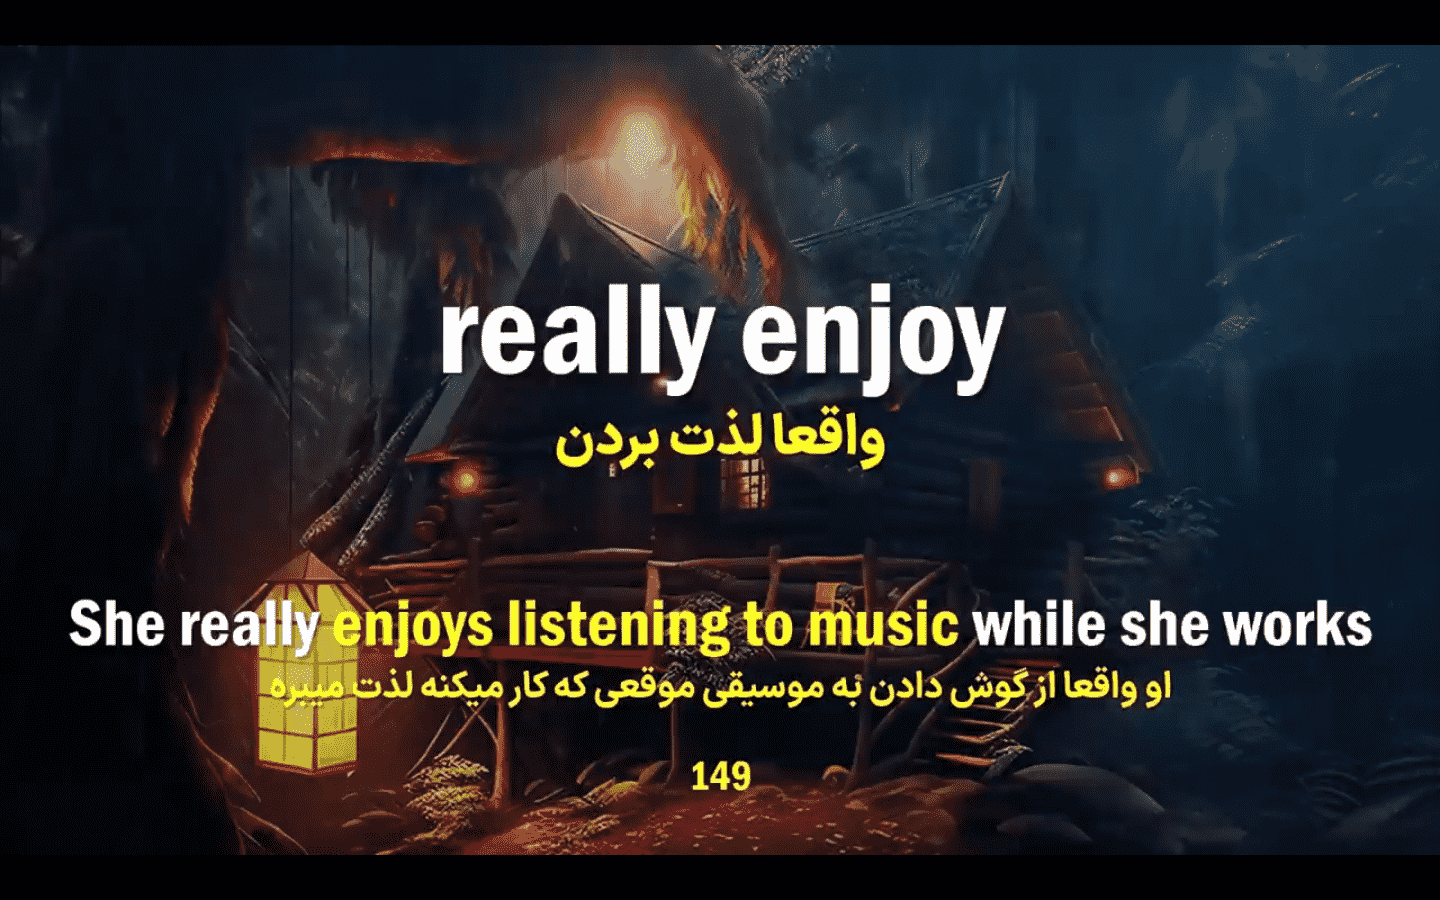 really enjoy
واقعا لذت بردن
She really enjoys listening to music while she works
او واقعا از گوش دادن به موسیقی موقعی که کار میکنه لذت میبره
149